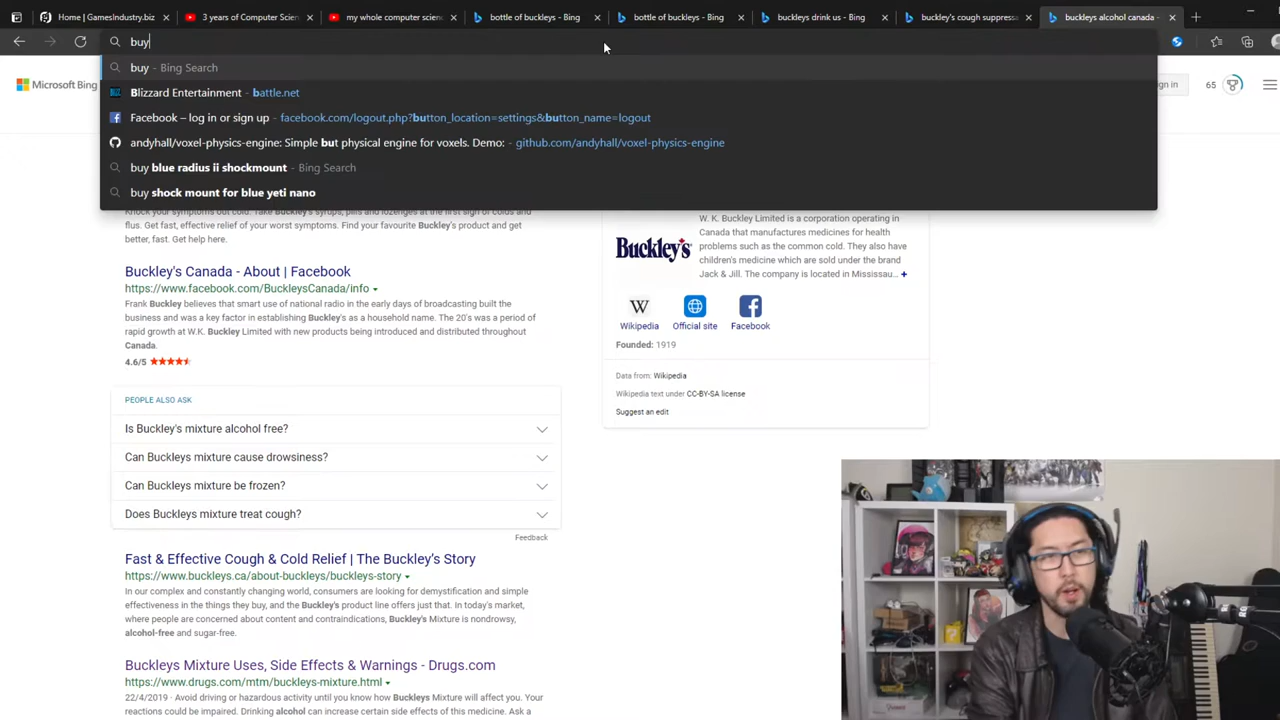 Home | GamesIndustry.biz
3 years of Computer Scien
my whole computer scien
bottle of buckleys - Bing
bottle of buckleys - Bing
buckleys drink us - Bing
buckley's cough suppress
buckleys alcohol canada -
buy
buy - Bing Search
Blizzard Entertainment - battle.net
Facebook – log in or sign up - facebook.com/logout.php?button_location=settings&button_name=logout
andyhall/voxel-physics-engine: Simple but physical engine for voxels. Demo: - github.com/andyhall/voxel-physics-engine
buy blue radius ii shockmount - Bing Search
buy shock mount for blue yeti nano
Microsoft Bing
gn in
65
Knock your symptoms out cold. Take Buckley's syrups, pills and lozenges at the first sign of colds and
flus. Get fast, effective relief of your worst symptoms. Find your favourite Buckley's product and get
better, fast. Get help here.
Buckley's Canada - About | Facebook
https://www.facebook.com/BuckleysCanada/info
Frank Buckley believes that smart use of national radio in the early days of broadcasting built the
business and was a key factor in establishing Buckley's as a household name. The 20's was a period of
rapid growth at W.K. Buckley Limited with new products being introduced and distributed throughout
Canada.
4.6/5
PEOPLE ALSO ASK
Is Buckley's mixture alcohol free?
Can Buckleys mixture cause drowsiness?
Can Buckleys mixture be frozen?
Does Buckleys mixture treat cough?
Feedback
Fast & Effective Cough & Cold Relief | The Buckley's Story
https://www.buckleys.ca/about-buckleys/buckleys-story
In our complex and constantly changing world, consumers are looking for demystification and simple
effectiveness in the things they buy, and the Buckley's product line offers just that. In today's market,
where people are concerned about content and contraindications, Buckley's Mixture is nondrowsy,
alcohol-free and sugar-free.
Buckleys Mixture Uses, Side Effects & Warnings - Drugs.com
https://www.drugs.com/mtm/buckleys-mixture.html
22/4/2019 · Avoid driving or hazardous activity until you know how Buckleys Mixture will affect you. Your
reactions could be impaired. Drinking alcohol can increase certain side effects of this medicine. Ask a
Buckley's
W. K. Buckley Limited is a corporation operating in
Canada that manufactures medicines for health
problems such as the common cold. They also have
children's medicine which are sold under the brand
Jack & Jill. The company is located in Mississau... +
W
Wikipedia
Official site
Facebook
Founded: 1919
Data from: Wikipedia
Wikipedia text under CC-BY-SA license
Suggest an edit